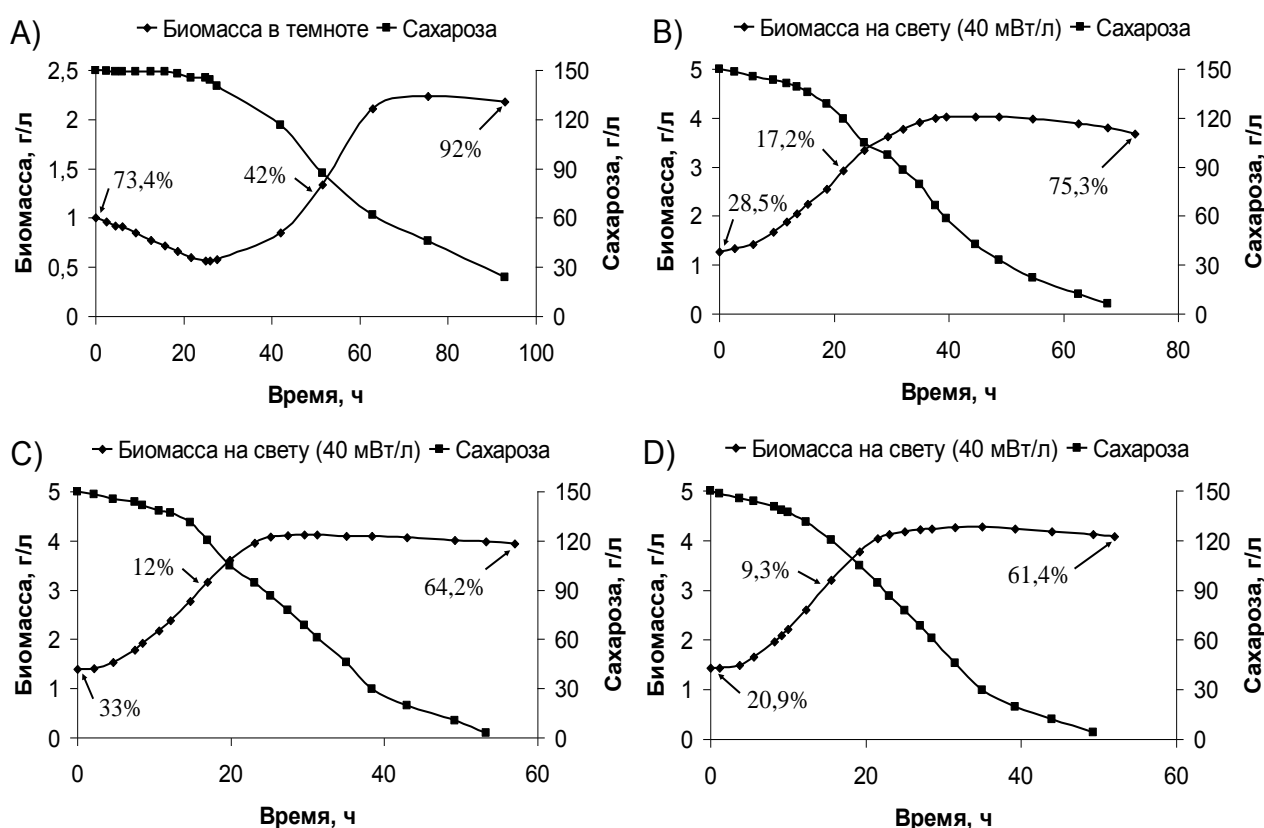 A)
Биомасса в темноте Сахароза
2,5
2
1,5
1
0,5
0
150
120
90
60
30
0
73,4%
42%
92%
0 20 40 60 80 100
Биомасса, г/л
Сахароза, г/л
Время, ч
B)
Биомасса на свету (40 мВт/л) Сахароза
5
4
3
2
1
0
150
120
90
60
30
0
28,5%
17,2%
75,3%
0 20 40 60 80
Биомасса, г/л
Сахароза, г/л
Время, ч
C)
Биомасса на свету (40 мВт/л) Сахароза
5
4
3
2
1
0
150
120
90
60
30
0
33%
12%
64,2%
0 20 40 60
Биомасса, г/л
Сахароза, г/л
Время, ч
D)
Биомасса на свету (40 мВт/л) Сахароза
5
4
3
2
1
0
150
120
90
60
30
0
20,9%
9,3%
61,4%
0 20 40 60
Биомасса, г/л
Сахароза, г/л
Время, ч